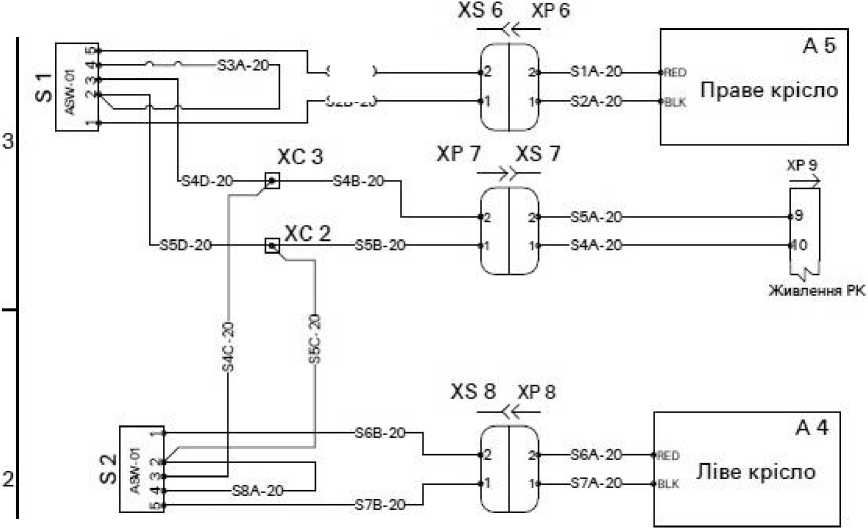 XS 6 XP 6
A 5
S 1
ASW-01
5
4
3
2
1
S3A-20
2
1
2
1
S1A-20
S2A-20
RED
BLK
Праве крісло
3
XC 3
XP 7 XS 7
XP 9
S4D-20
S4B-20
2
1
2
1
S5A-20
S4A-20
9
10
XC 2
S5D-20
S5B-20
Живлення РК
S4C-20
S5C-20
XS 8 XP 8
A 4
S 2
ASW-01
1
2
3
4
5
S6B-20
S8A-20
S7B-20
2
1
2
1
S6A-20
S7A-20
RED
BLK
Ліве крісло
2